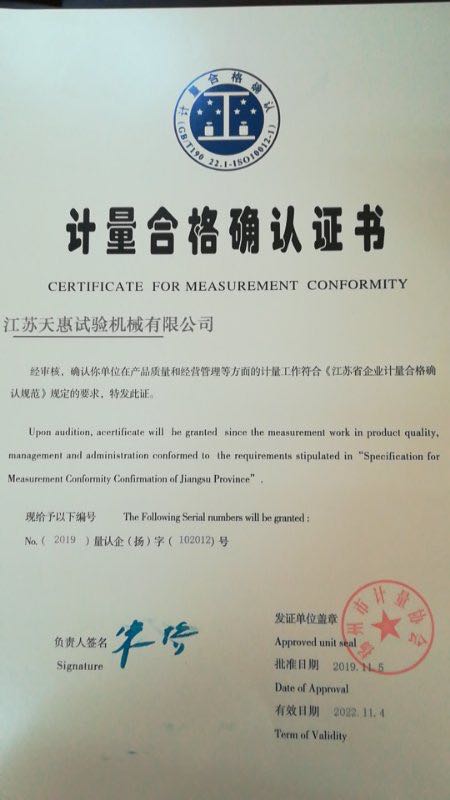 计量合格确认
(GB/T190 22.1-ISO10012-1)
计量合格确认证书
CERTIFICATE FOR MEASUREMENT CONFORMITY
江苏天惠试验机械有限公司
经审核，确认你单位在产品质量和经营管理等方面的计量工作符合《江苏省企业计量合格确
认规范》规定的要求，特发此证。
Upon audition, acertificate will be granted since the measurement work in product quality,
management and administration conformed to the requirements stipulated in “Specification for
Measurement Conformity Confirmation of Jiangsu Province”.
现给予以下编号 The Following Serial numbers will be granted:
No.( 2019 )量认企(扬)字( 102012)号
负责人签名
Signature
发证单位盖章
Approved unit seal
扬州市计量协会
批准日期 2019.11.5
Date of Approval
有效日期 2022.11.4
Term of Validity